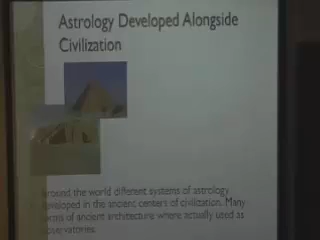 Astrology Developed Alongside
Civilization
around the world different systems of astrology
developed in the ancient centers of civilization. Many
forms of ancient architecture where actually used as
observatories.